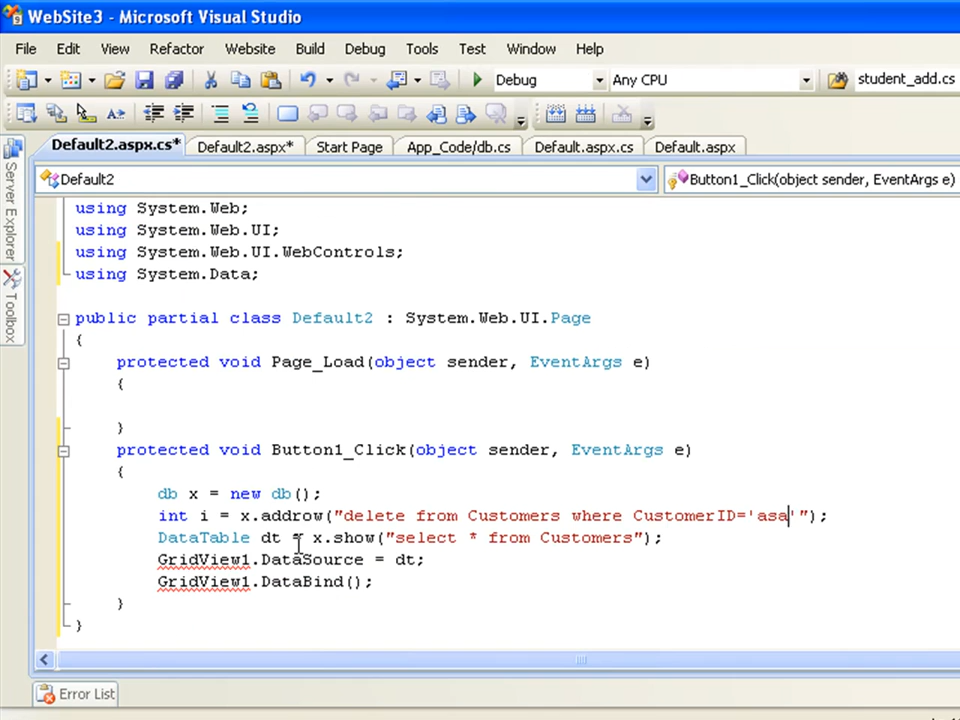 WebSite3 - Microsoft Visual Studio
File Edit View Refactor Website Build Debug Tools Test Window Help
Debug Any CPU student_add.cs
Default2.aspx.cs* Default2.aspx* Start Page App_Code/db.cs Default.aspx.cs Default.aspx
Default2 Button1_Click(object sender, EventArgs e)
Server Explorer
Toolbox
using System.Web;
using System.Web.UI;
using System.Web.UI.WebControls;
using System.Data;
public partial class Default2 : System.Web.UI.Page
{
protected void Page_Load(object sender, EventArgs e)
{
}
protected void Button1_Click(object sender, EventArgs e)
{
db x = new db();
int i = x.addrow("delete from Customers where CustomerID='asa'");
DataTable dt = x.show("select * from Customers");
GridView1.DataSource = dt;
GridView1.DataBind();
}
}
Error List